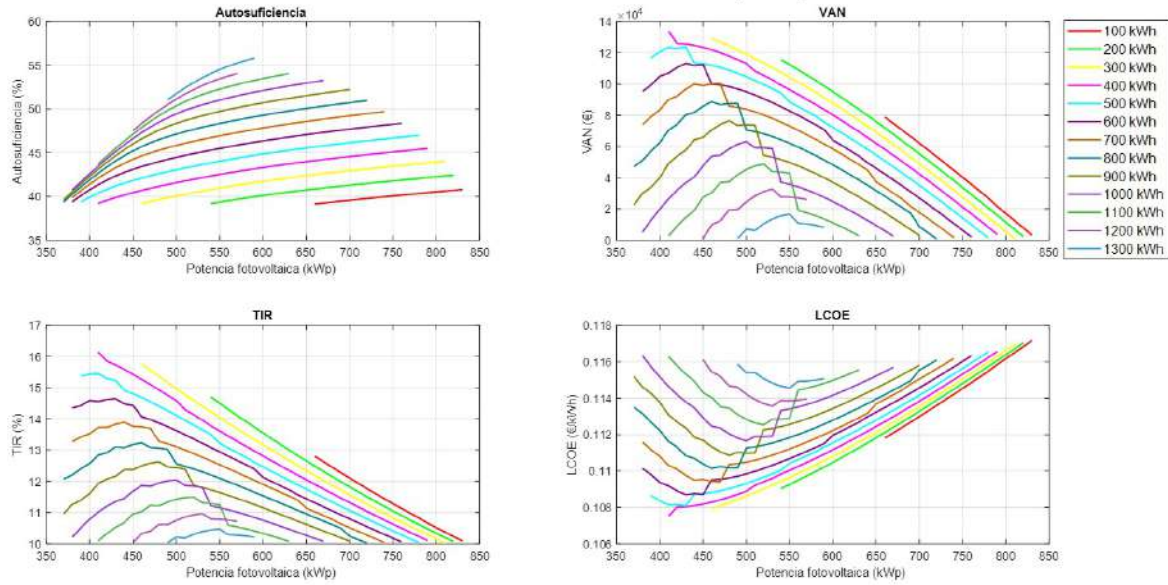 Autosuficiencia
60
55
50
45
40
35
Autosuficiencia (%)
350 400 450 500 550 600 650 700 750 800 850
Potencia fotovoltaica (kWp)
VAN
×10⁴
14
12
10
8
6
4
2
0
VAN (€)
350 400 450 500 550 600 650 700 750 800 850
Potencia fotovoltaica (kWp)
100 kWh
200 kWh
300 kWh
400 kWh
500 kWh
600 kWh
700 kWh
800 kWh
900 kWh
1000 kWh
1100 kWh
1200 kWh
1300 kWh
TIR
17
16
15
14
13
12
11
10
TIR (%)
350 400 450 500 550 600 650 700 750 800 850
Potencia fotovoltaica (kWp)
LCOE
0.118
0.116
0.114
0.112
0.11
0.108
0.106
LCOE (€/kWh)
350 400 450 500 550 600 650 700 750 800 850
Potencia fotovoltaica (kWp)